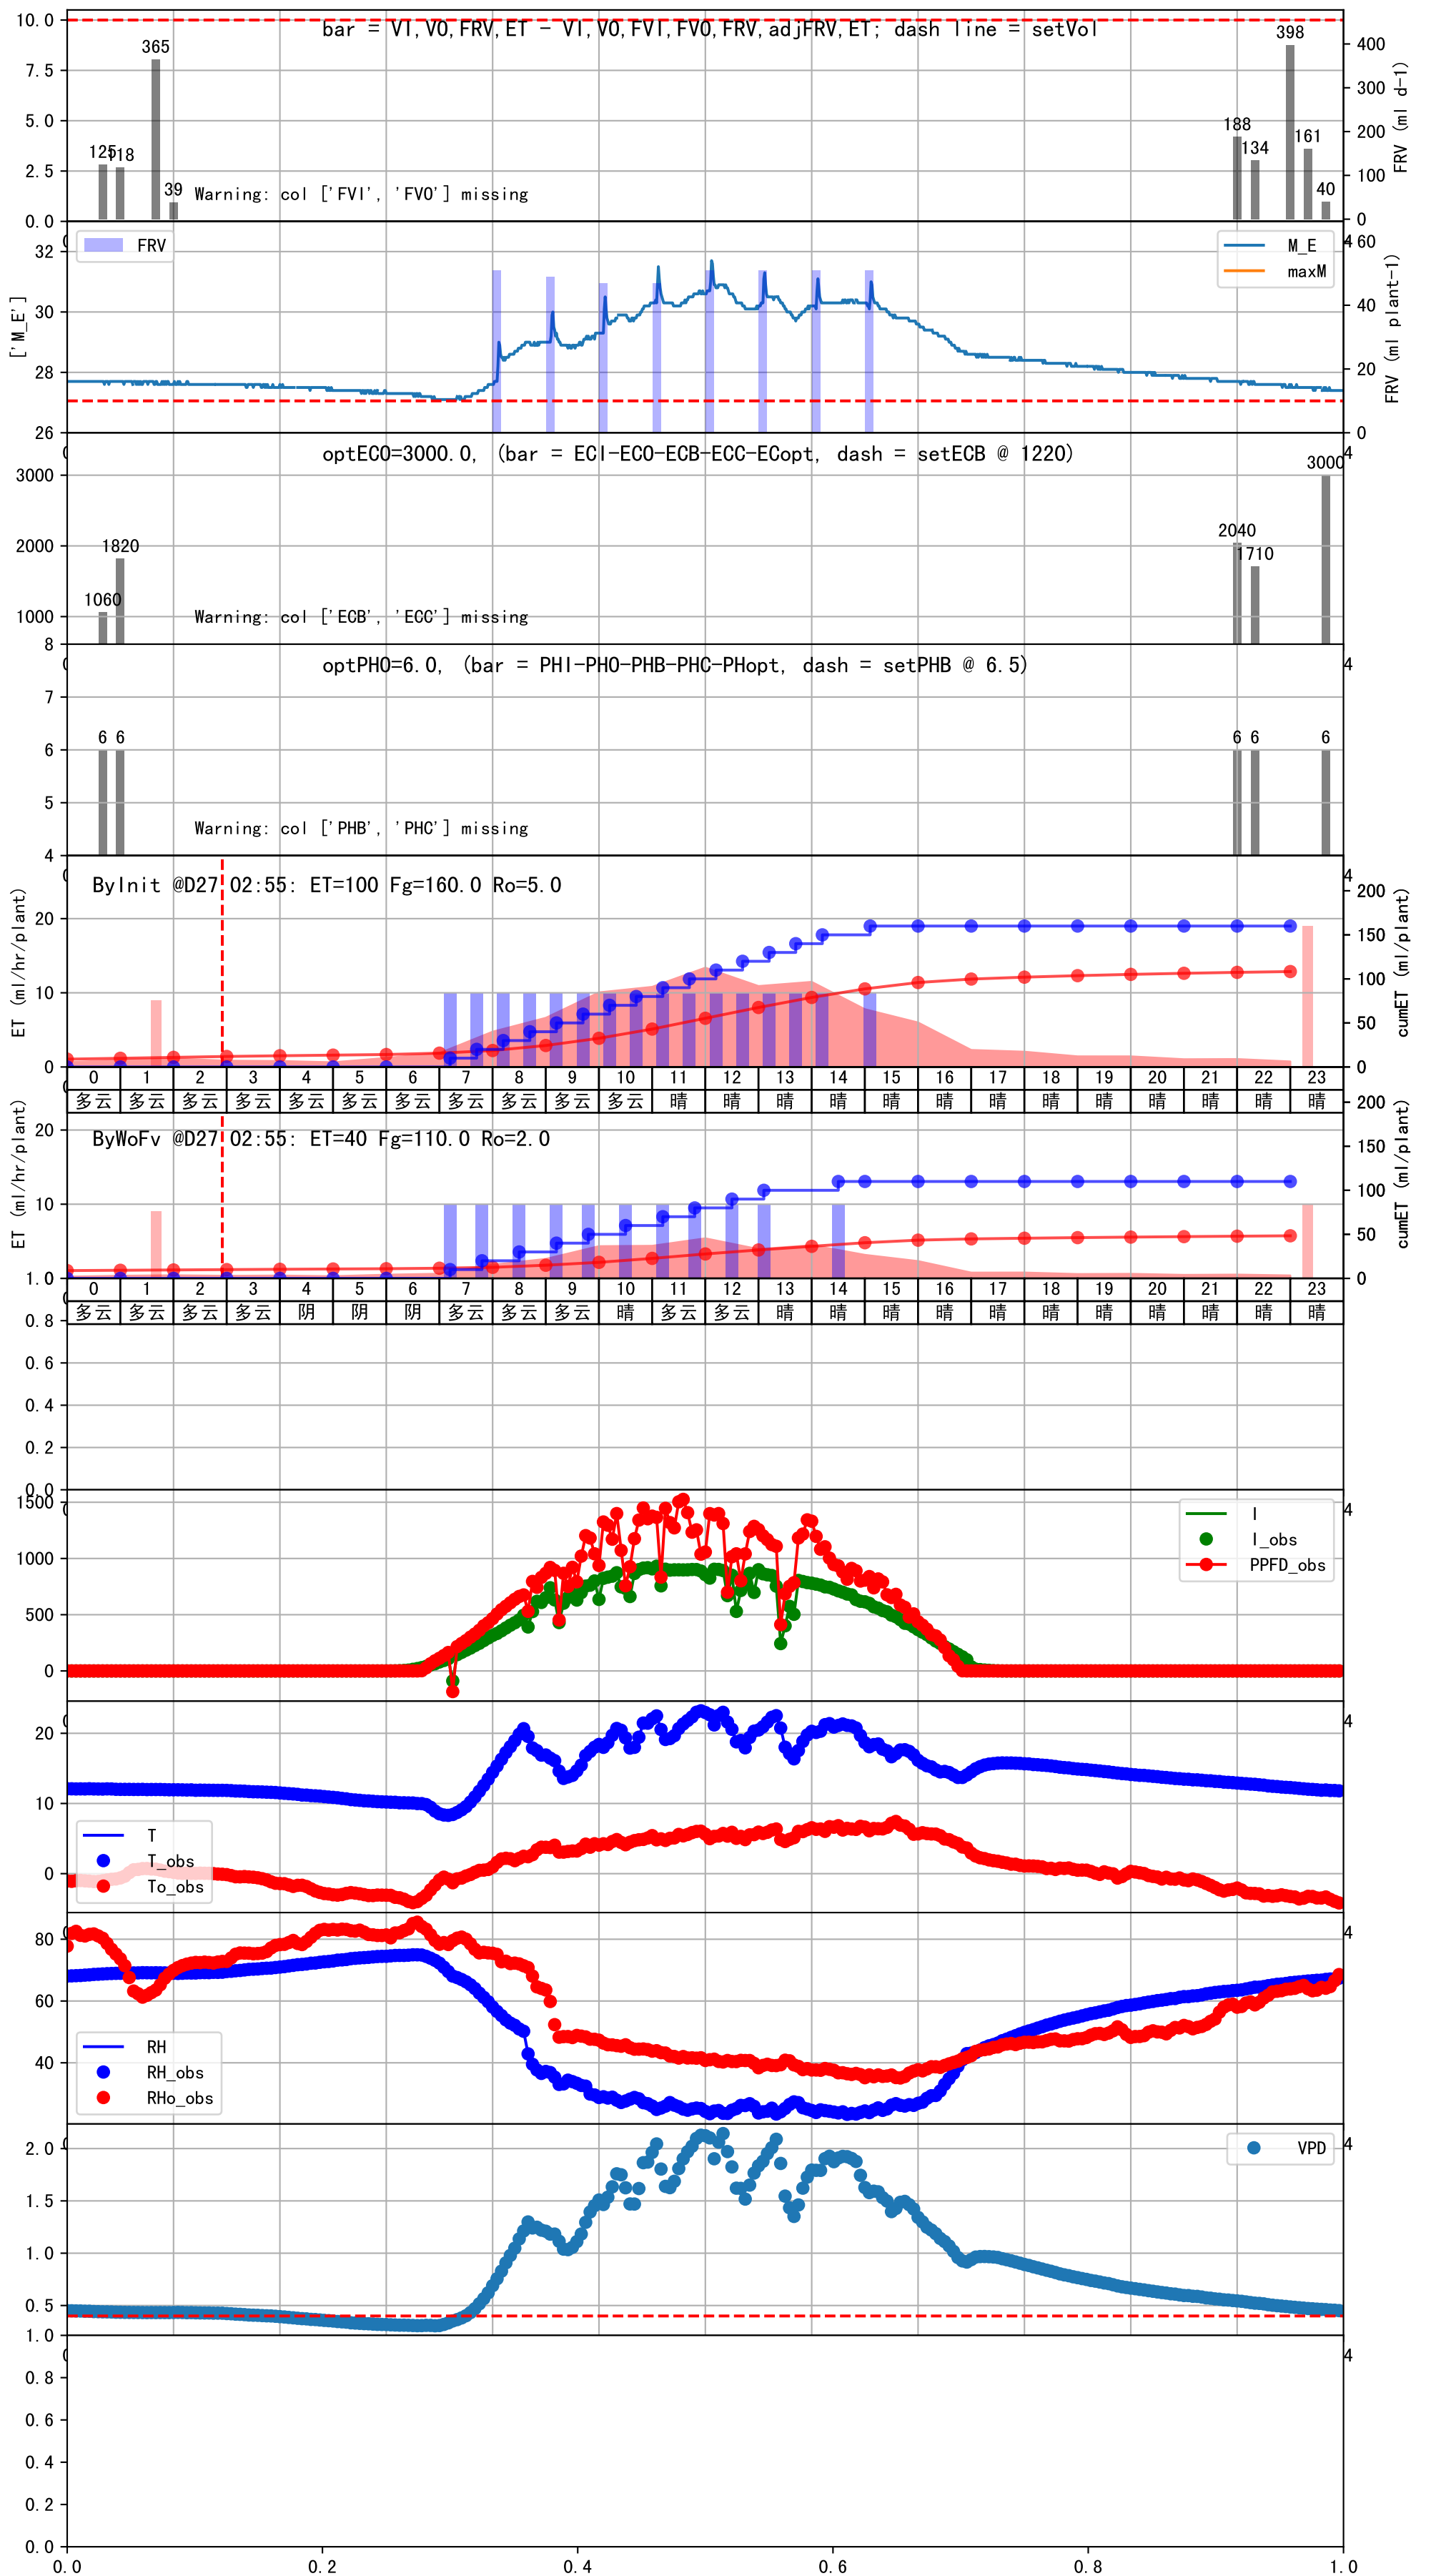 bar = VI,VO,FRV,ET - VI,VO,FVI,FVO,FRV,adjFRV,ET; dash line = setVol
10.0
7.5
5.0
2.5
0.0
125
118
365
39
188
134
398
161
40
Warning: col ['FVI', 'FVO'] missing
400
300
200
100
0
FRV (ml d-1)
FRV
M_E
maxM
32
30
28
26
['M_E']
4
60
40
20
0
FRV (ml plant-1)
optECO=3000.0, (bar = ECI-ECO-ECB-ECC-ECopt, dash = setECB @ 1220)
4
3000
2000
1000
1060
1820
2040
1710
3000
Warning: col ['ECB', 'ECC'] missing
optPHO=6.0, (bar = PHI-PHO-PHB-PHC-PHopt, dash = setPHB @ 6.5)
4
8
7
6
5
4
6 6
6 6
6
Warning: col ['PHB', 'PHC'] missing
ByInit @D27 02:55: ET=100 Fg=160.0 Ro=5.0
4
20
10
0
ET (ml/hr/plant)
200
150
100
50
0
cumET (ml/plant)
0 1 2 3 4 5 6 7 8 9 10 11 12 13 14 15 16 17 18 19 20 21 22 23
多云 多云 多云 多云 多云 多云 多云 多云 多云 多云 多云 晴 晴 晴 晴 晴 晴 晴 晴 晴 晴 晴 晴 晴
ByWoFv @D27 02:55: ET=40 Fg=110.0 Ro=2.0
20
10
ET (ml/hr/plant)
200
150
100
50
0
cumET (ml/plant)
0 1 2 3 4 5 6 7 8 9 10 11 12 13 14 15 16 17 18 19 20 21 22 23
多云 多云 多云 多云 阴 阴 阴 多云 多云 多云 晴 多云 多云 晴 晴 晴 晴 晴 晴 晴 晴 晴 晴 晴
1.0
0.8
0.6
0.4
0.2
0.0
4
1500
1000
500
0
I
I_obs
PPFD_obs
4
20
10
0
T
T_obs
To_obs
4
80
60
40
RH
RH_obs
RHo_obs
4
2.0
1.5
1.0
0.5
VPD
4
1.0
0.8
0.6
0.4
0.2
0.0
0.0 0.2 0.4 0.6 0.8 1.0